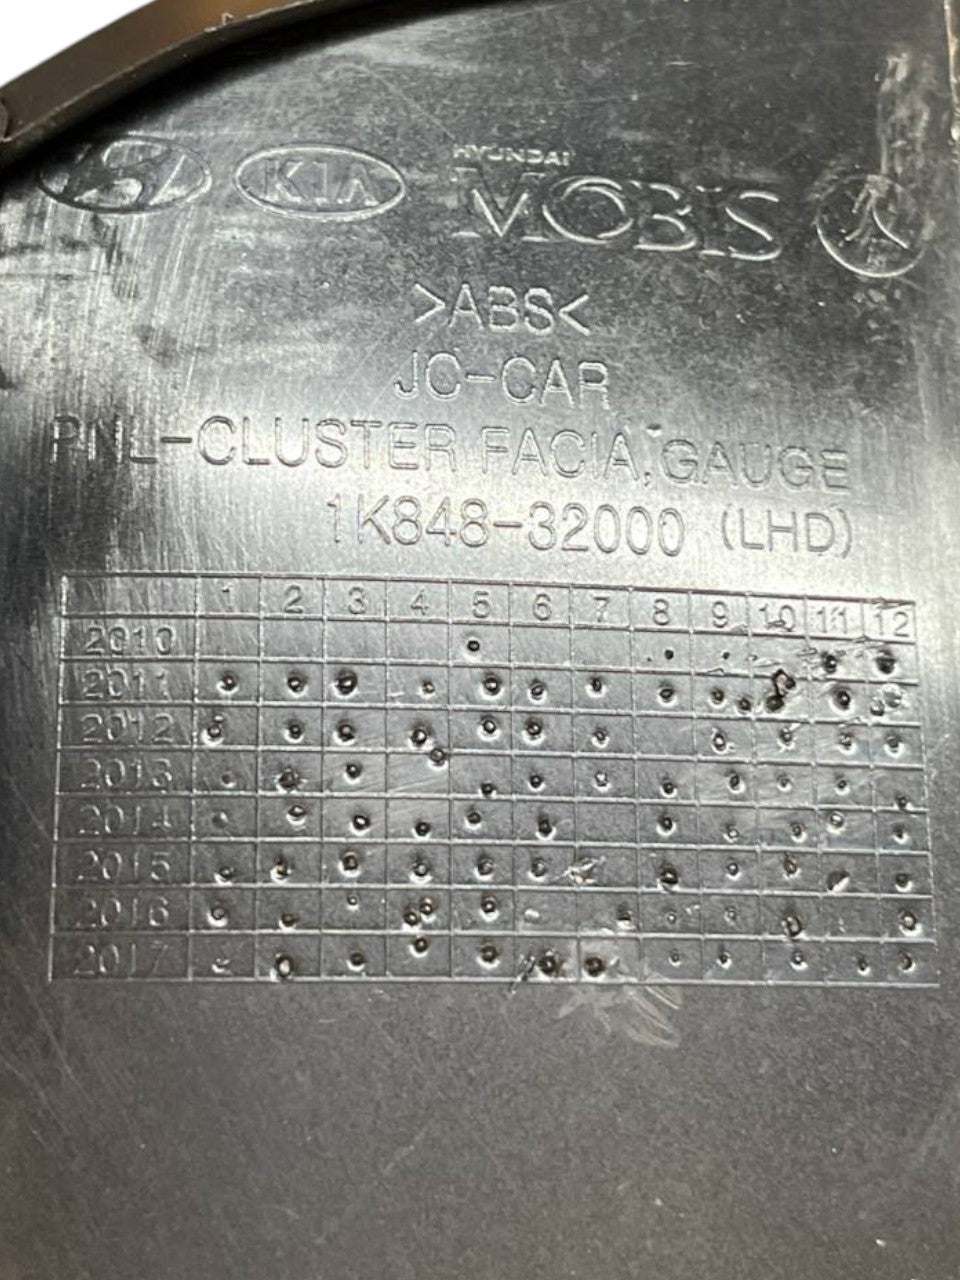 KIA
HYUNDAI
MOBIS
>ABS<
JC-CAR
PNL-CLUSTER FACIA,GAUGE
1K848-32000 (LHD)
1 2 3 4 5 6 7 8 9 10 11 12
2010
2011
2012
2013
2014
2015
2016
2017